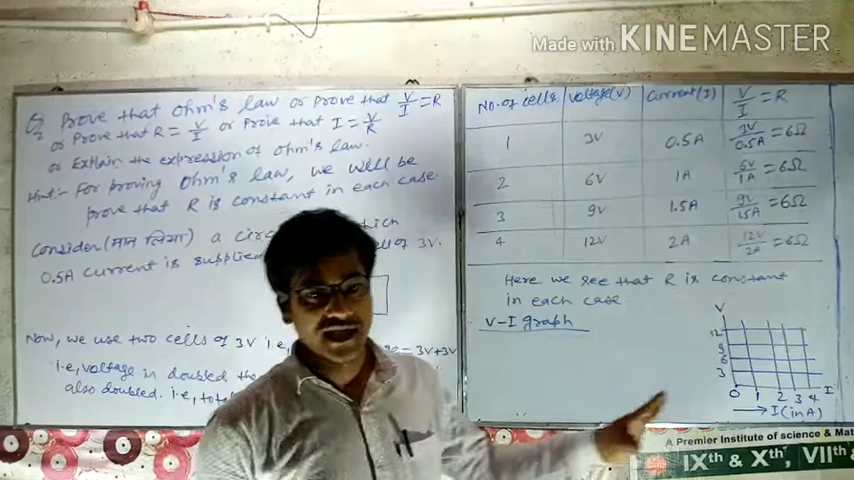 Made with KINEMASTER
Q. Prove that Ohm's law or Prove that V/I = R
or Prove that R = V/I or Prove that I = V/R
or Explain the expression of Ohm's law.
Hint:- For proving Ohm's law, we will be
prove that R is constant in each case.
Consider (मान लिया) a circuit which
0.5A current is supplied cell of 3V.
Now, we use two cells of 3V i.e, = 3V+3V
i.e, voltage in doubled
also doubled. i.e,
No. of cells Voltage(V) Current(I) V/I = R
1 3V 0.5A 3V/0.5A = 6Ω
2 6V 1A 6V/1A = 6Ω
3 9V 1.5A 9V/1.5A = 6Ω
4 12V 2A 12V/2A = 6Ω
Here we see that R is constant
in each case
V-I graph
V
12
9
6
3
0 1 2 3 4 I
→ I (in A)
A Premier Institute of Science & Mat
IXth & Xth, VIIth